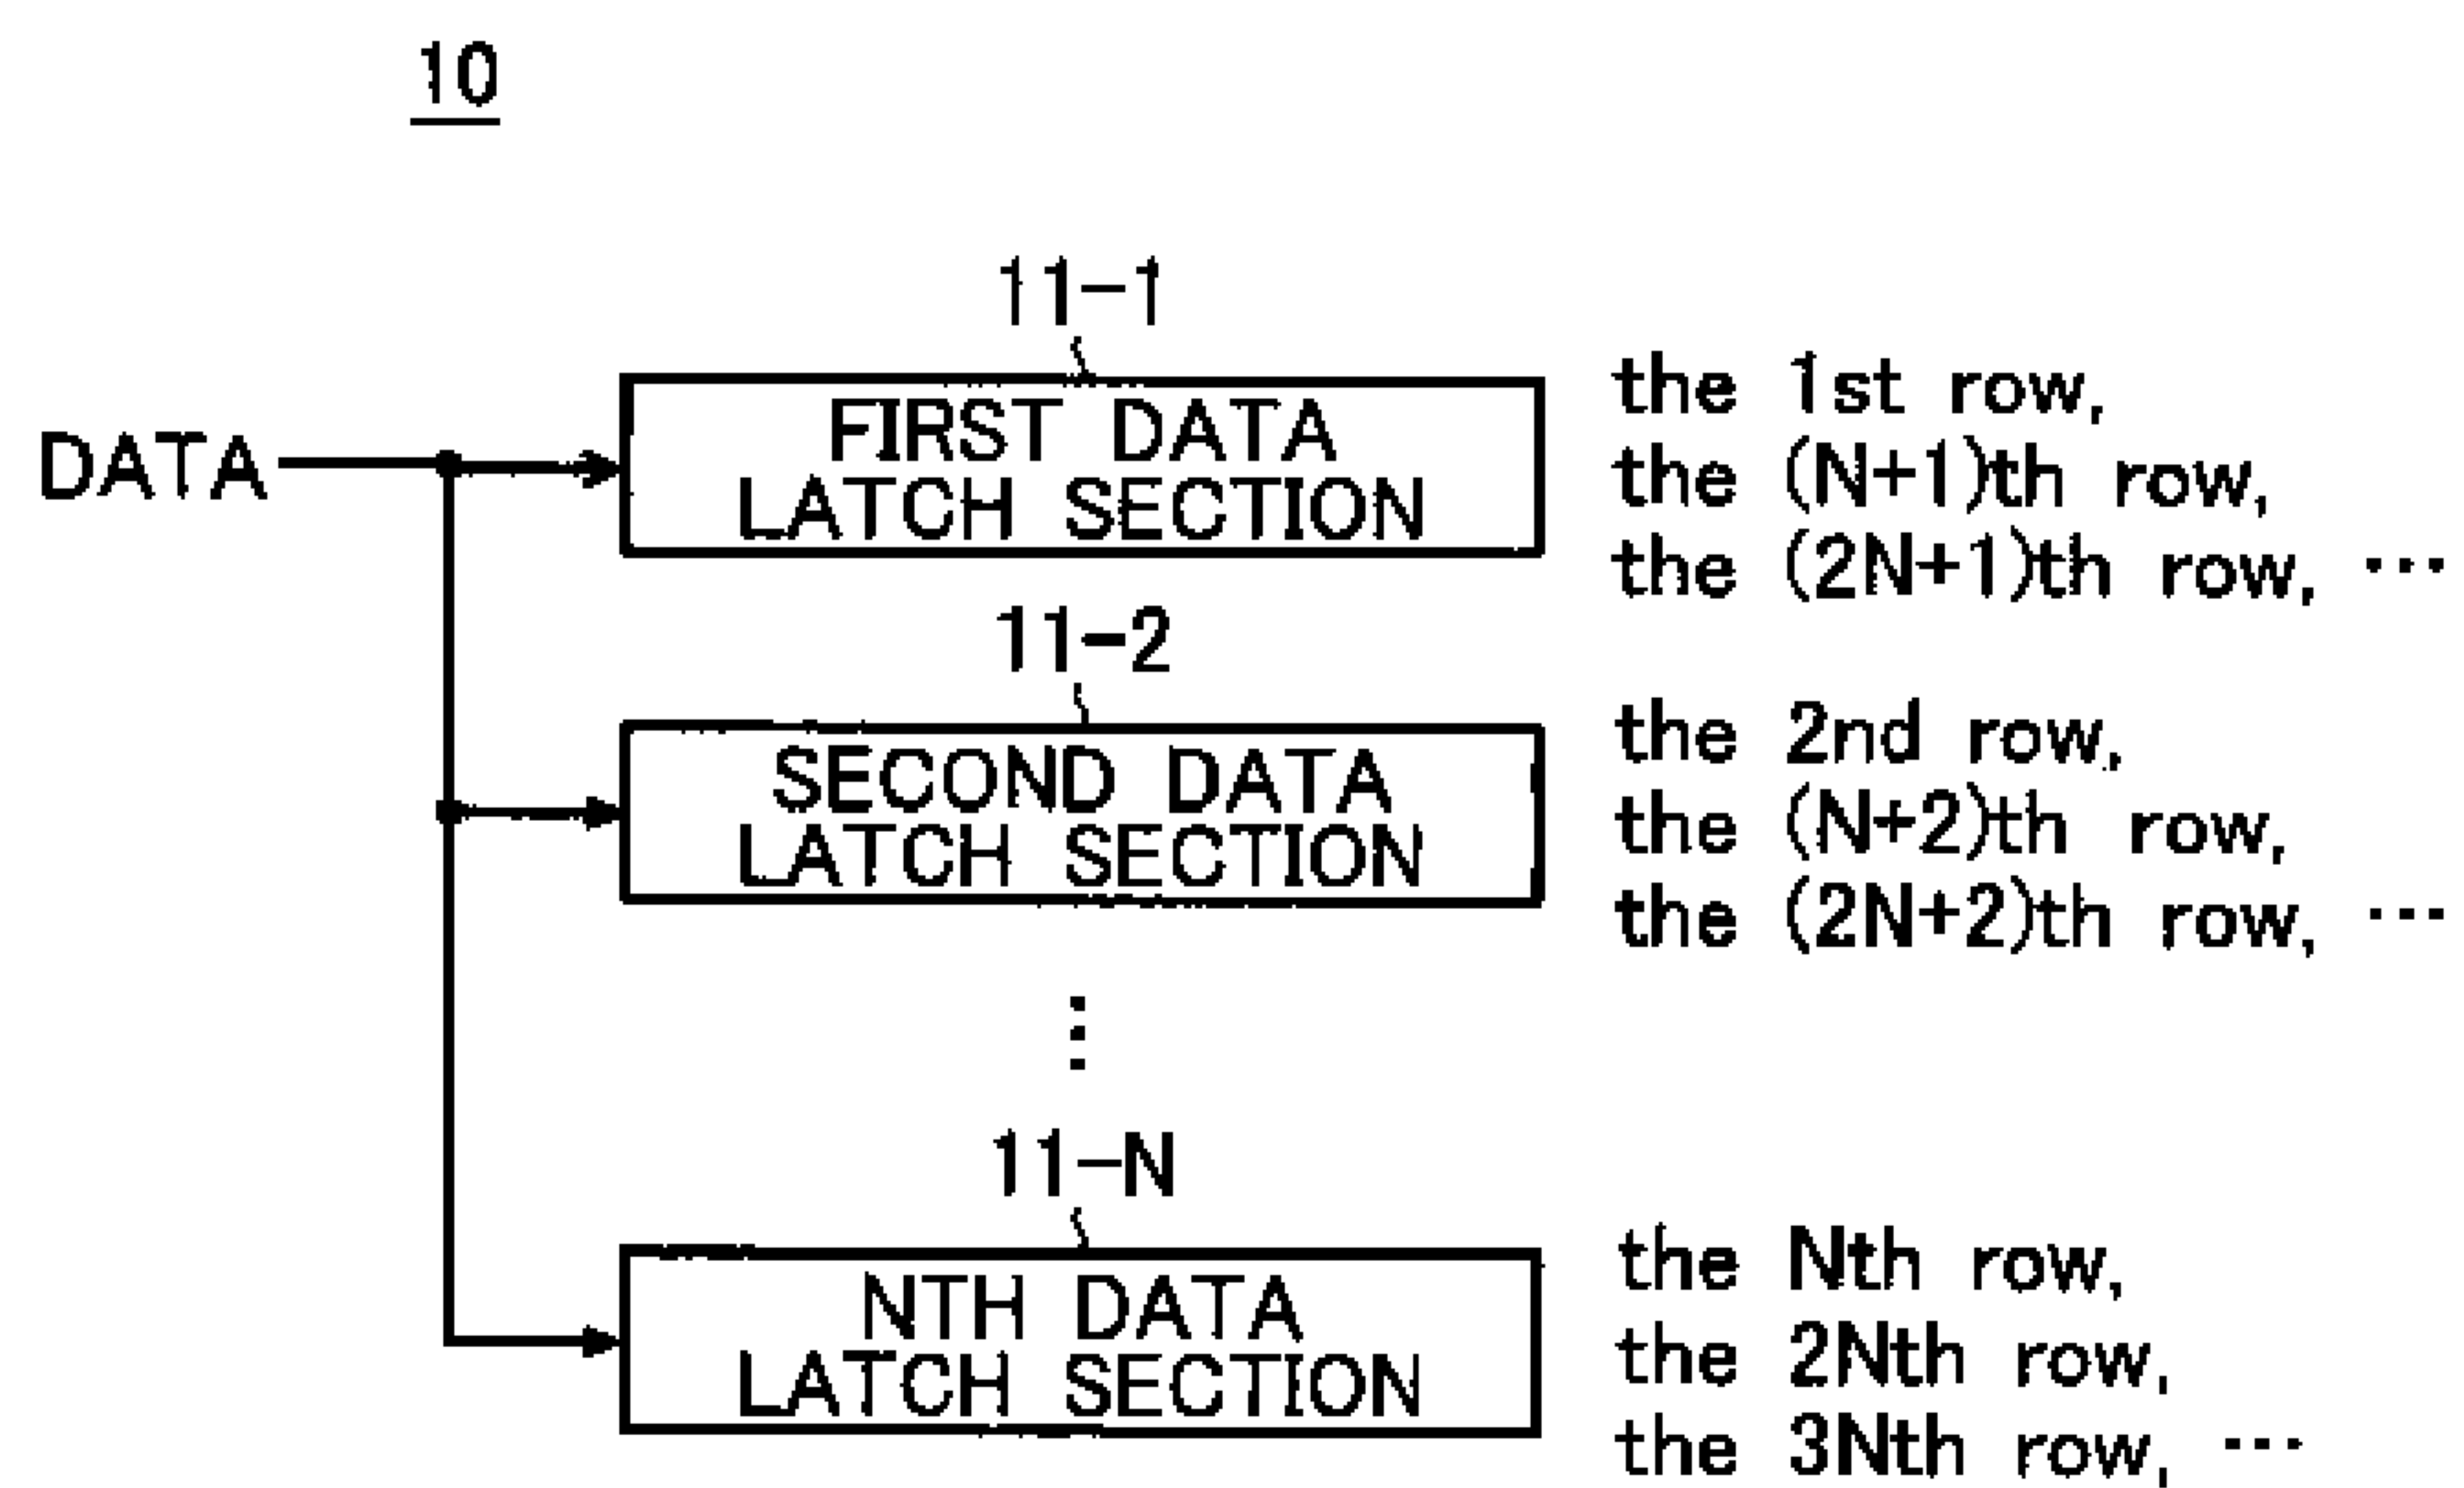 10
11-1
DATA
FIRST DATA
LATCH SECTION
the 1st row,
the (N+1)th row,
the (2N+1)th row, ···
11-2
SECOND DATA
LATCH SECTION
the 2nd row,
the (N+2)th row,
the (2N+2)th row, ···
11-N
NTH DATA
LATCH SECTION
the Nth row,
the 2Nth row,
the 3Nth row, ···